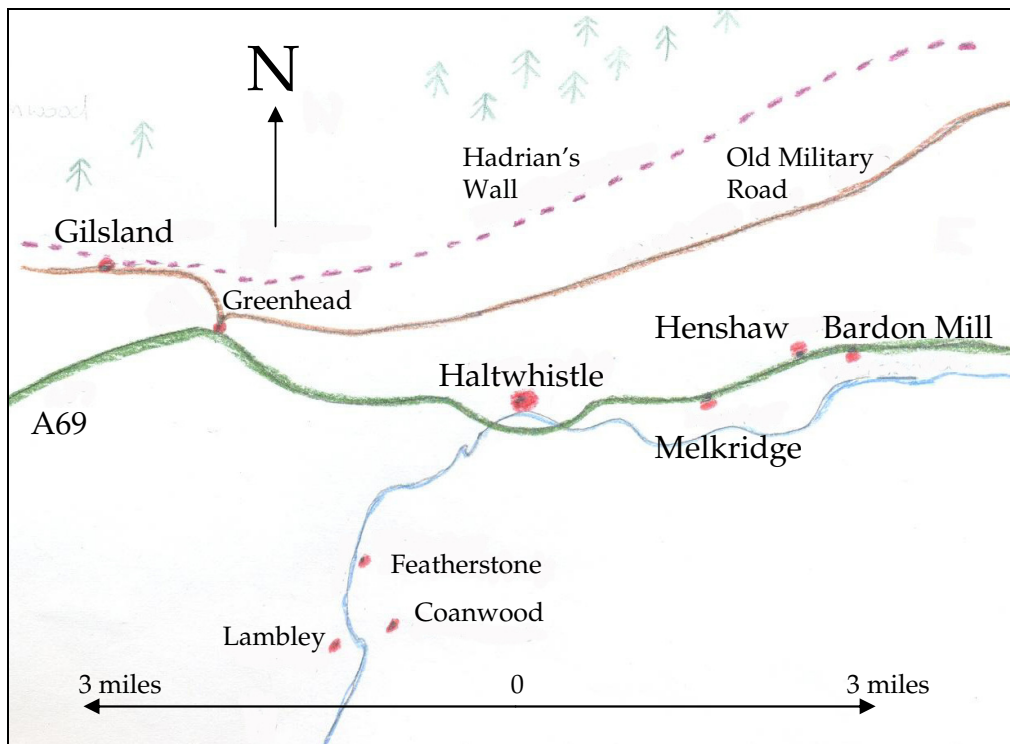 N
Hadrian's
Wall
Old Military
Road
Gilsland
Greenhead
Henshaw
Bardon Mill
Haltwhistle
A69
Melkridge
Featherstone
Coanwood
Lambley
3 miles
0
3 miles